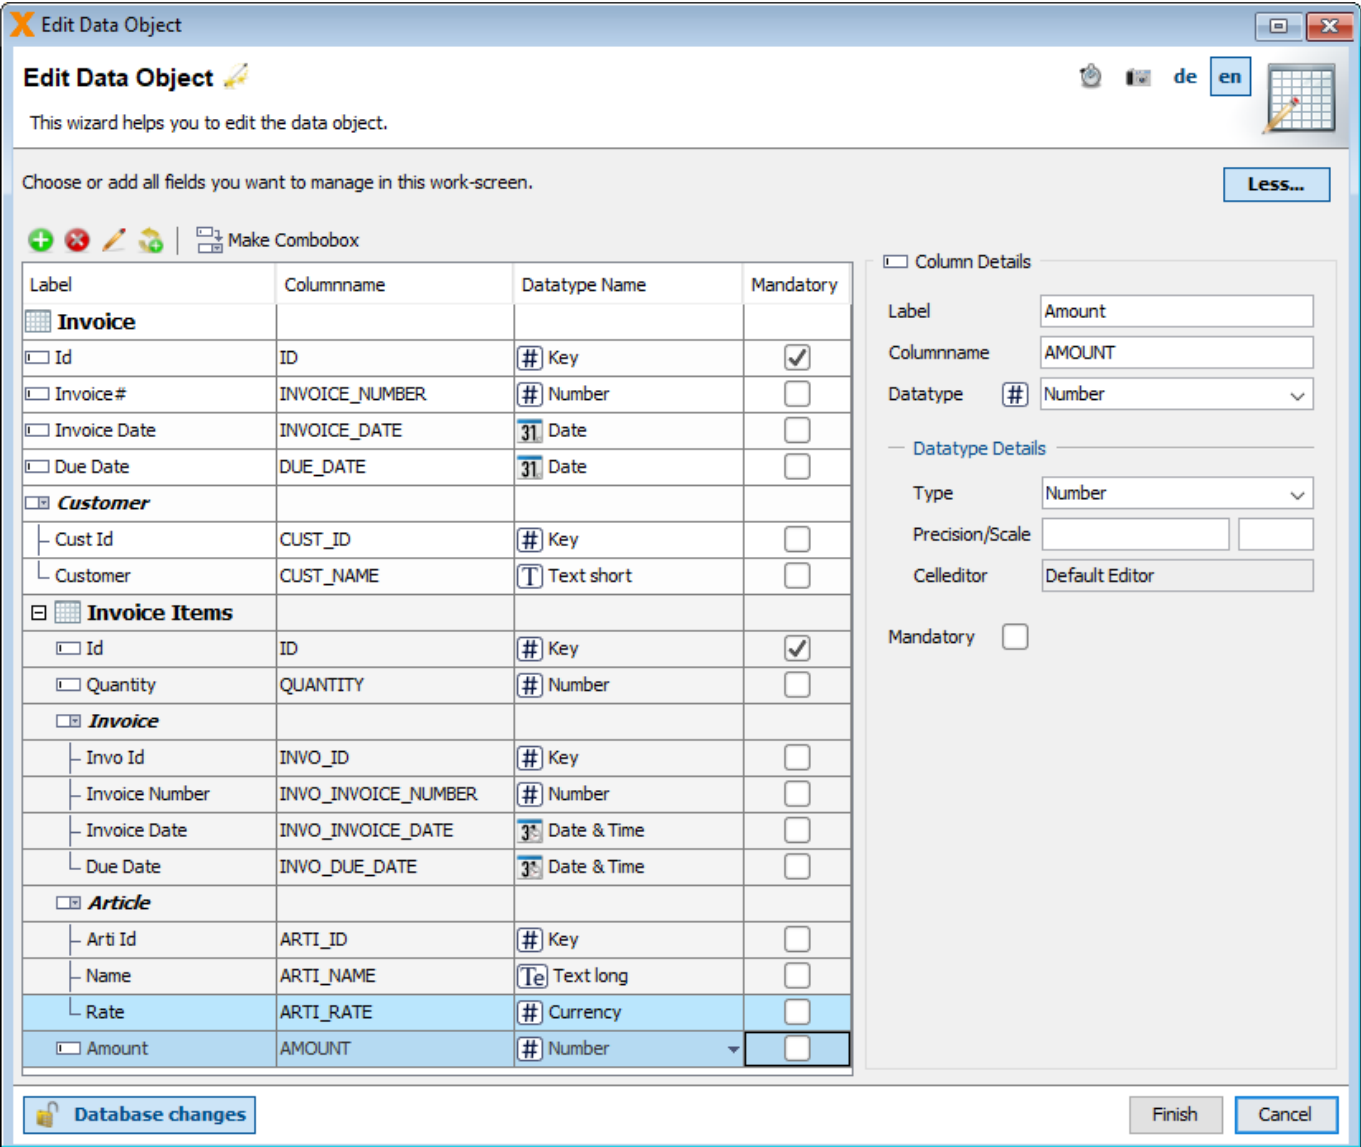 Edit Data Object
Edit Data Object
de en
This wizard helps you to edit the data object.
Choose or add all fields you want to manage in this work-screen.
Less...
Make Combobox
Label Columnname Datatype Name Mandatory
Invoice
Id ID # Key
Invoice# INVOICE_NUMBER # Number
Invoice Date INVOICE_DATE 31 Date
Due Date DUE_DATE 31 Date
Customer
Cust Id CUST_ID # Key
Customer CUST_NAME T Text short
Invoice Items
Id ID # Key
Quantity QUANTITY # Number
Invoice
Invo Id INVO_ID # Key
Invoice Number INVO_INVOICE_NUMBER # Number
Invoice Date INVO_INVOICE_DATE Date & Time
Due Date INVO_DUE_DATE Date & Time
Article
Arti Id ARTI_ID # Key
Name ARTI_NAME Te Text long
Rate ARTI_RATE # Currency
Amount AMOUNT # Number
Column Details
Label Amount
Columnname AMOUNT
Datatype # Number
Datatype Details
Type Number
Precision/Scale
Celleditor Default Editor
Mandatory
Database changes
Finish
Cancel